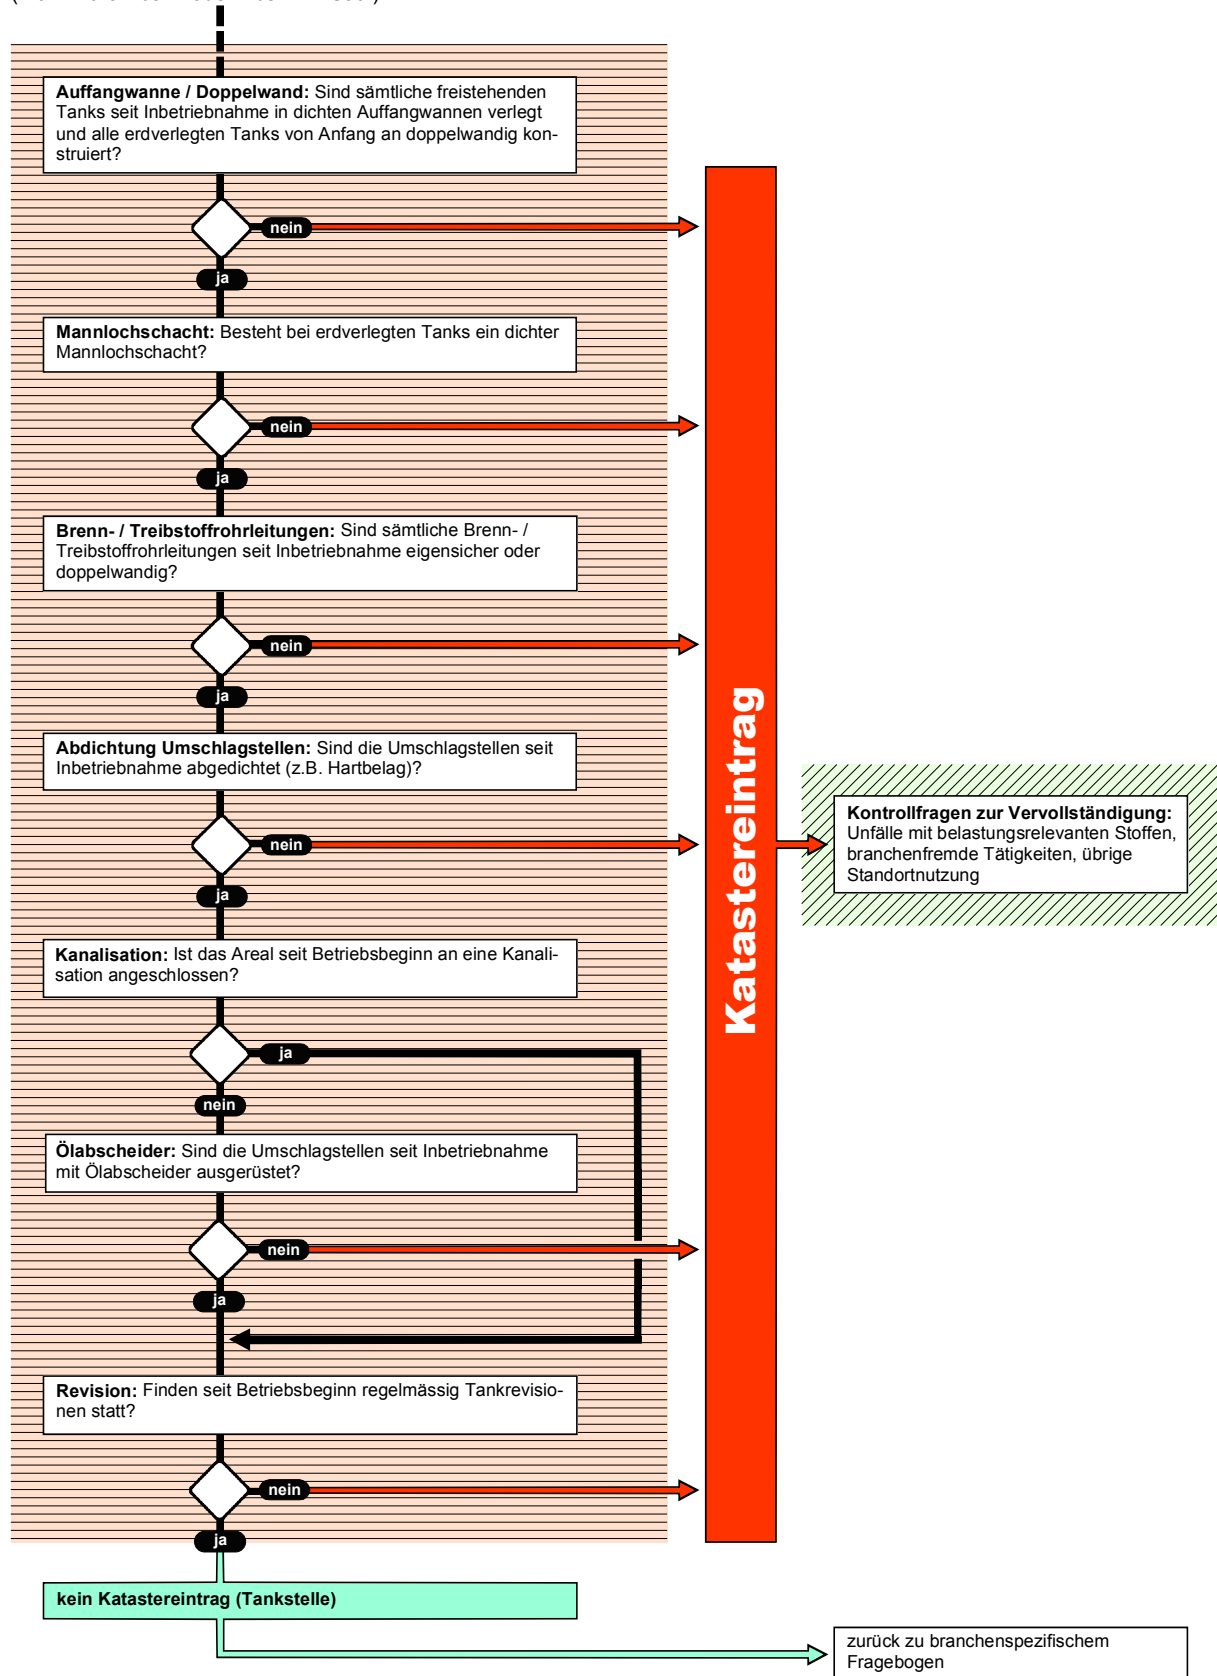 Auffangwanne / Doppelwand: Sind sämtliche freistehenden
Tanks seit Inbetriebnahme in dichten Auffangwannen verlegt
und alle erdverlegten Tanks von Anfang an doppelwandig kon-
struiert?
nein
ja
Mannlochschacht: Besteht bei erdverlegten Tanks ein dichter
Mannlochschacht?
nein
ja
Brenn- / Treibstoffrohrleitungen: Sind sämtliche Brenn- /
Treibstoffrohrleitungen seit Inbetriebnahme eigensicher oder
doppelwandig?
nein
ja
Abdichtung Umschlagstellen: Sind die Umschlagstellen seit
Inbetriebnahme abgedichtet (z.B. Hartbelag)?
nein
ja
Kanalisation: Ist das Areal seit Betriebsbeginn an eine Kanali-
sation angeschlossen?
ja
nein
Ölabscheider: Sind die Umschlagstellen seit Inbetriebnahme
mit Ölabscheider ausgerüstet?
nein
ja
Revision: Finden seit Betriebsbeginn regelmässig Tankrevisio-
nen statt?
nein
ja
kein Katastereintrag (Tankstelle)
Katastereintrag
Kontrollfragen zur Vervollständigung:
Unfälle mit belastungsrelevanten Stoffen,
branchenfremde Tätigkeiten, übrige
Standortnutzung
zurück zu branchenspezifischem
Fragebogen